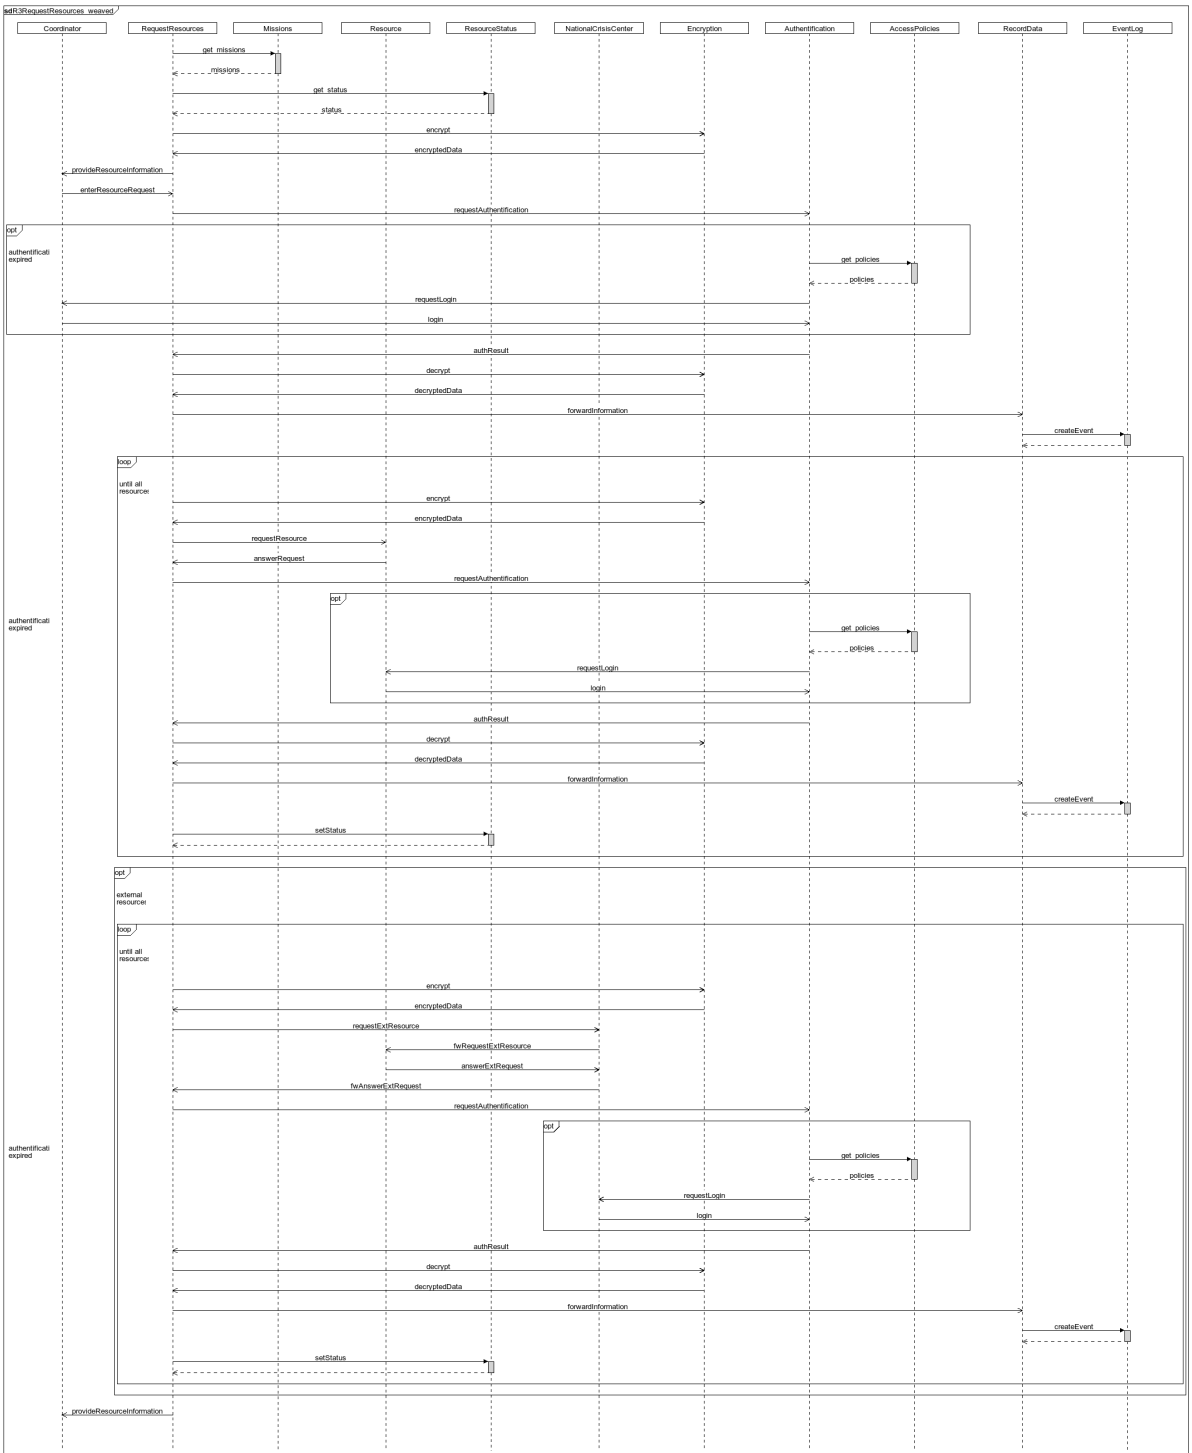 sdR3RequestResources_weaved
Coordinator RequestResources Missions Resource ResourceStatus NationalCrisisCenter Encryption Authentification AccessPolicies RecordData EventLog
get_missions
missions
get_status
status
encrypt
encryptedData
provideResourceInformation
enterResourceRequest
requestAuthentification
opt
authentificati
expired
get_policies
policies
requestLogin
login
authResult
decrypt
decryptedData
forwardInformation
createEvent
loop
until all
resources
encrypt
encryptedData
requestResource
answerRequest
requestAuthentification
opt
authentificati
expired
get_policies
policies
requestLogin
login
authResult
decrypt
decryptedData
forwardInformation
createEvent
setStatus
opt
external
resources
loop
until all
resources
encrypt
encryptedData
requestExtResource
fwRequestExtResource
answerExtRequest
fwAnswerExtRequest
requestAuthentification
opt
authentificati
expired
get_policies
policies
requestLogin
login
authResult
decrypt
decryptedData
forwardInformation
createEvent
setStatus
provideResourceInformation